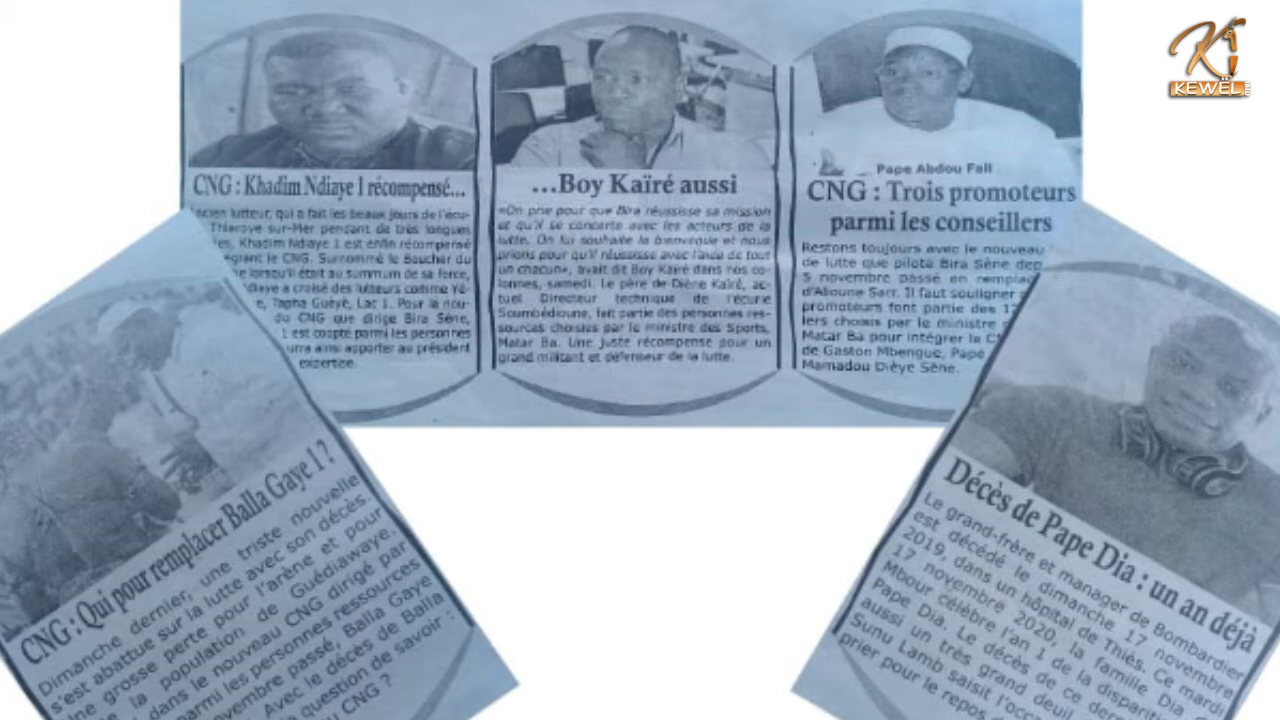 KEWËL
CNG : Khadim Ndiaye 1 récompensé...
ncien lutteur, qui a fait les beaux jours de l'écu-
Thiaroye sur-Mer pendant de très longues
es, Khadim Ndiaye 1 est enfin récompensé
égrant le CNG. Surnommé le Boucher du
e lorsqu'il était au summum de sa force,
diaye a croisé des lutteurs comme Yé-
e, Tapha Guèye, Lac 1. Pour la nou-
du CNG que dirige Bira Sène,
1 est coopté parmi les personnes
urra ainsi apporter au président
expertise.
...Boy Kaïré aussi
«On prie pour que Bira réussisse sa mission
et qu'il se concerte avec les acteurs de la
lutte. On lui souhaite la bienvenue et nous
prions pour qu'il réussisse avec l'aide de tout
un chacun», avait dit Boy Kaïré dans nos co-
lonnes, samedi. Le père de Diène Kaïré, ac-
tuel Directeur technique de l'écurie
Soumbédioune, fait partie des personnes res-
sources choisies par le ministre des Sports,
Matar Ba. Une juste récompense pour un
grand militant et défenseur de la lutte.
Pape Abdou Fall
CNG : Trois promoteurs
parmi les conseillers
Restons toujours avec le nouveau
de lutte que pilote Bira Sène dep
5 novembre passé en remplac
d'Alioune Sarr. Il faut souligner
promoteurs font partie des 1
lers choisis par le ministre
Matar Ba pour intégrer le C
de Gaston Mbengue, Pape
Mamadou Dièye Sène.
CNG : Qui pour remplacer Balla Gaye 1 ?
Dimanche dernier, une triste nouvelle
s'est abattue sur la lutte avec son décès.
ne grosse perte pour l'arène et pour
la population de Guédiawaye.
dans le nouveau CNG dirigé par
parmi les personnes ressources
ovembre passé, Balla Gaye
Avec le décès de Balla
a question de savoir :
u CNG ?
Décès de Pape Dia : un an déjà
Le grand-frère et manager de Bombardier
est décédé le dimanche 17 novembre
2019, dans un hôpital de Thiès. Ce mardi
17 novembre 2020, la famille Dia
Mbour célèbre l'an 1 de la disparit
Pape Dia. Le décès de ce de
aussi un très grand deuil
Sunu Lamb saisit l'occ
prier pour le repos d